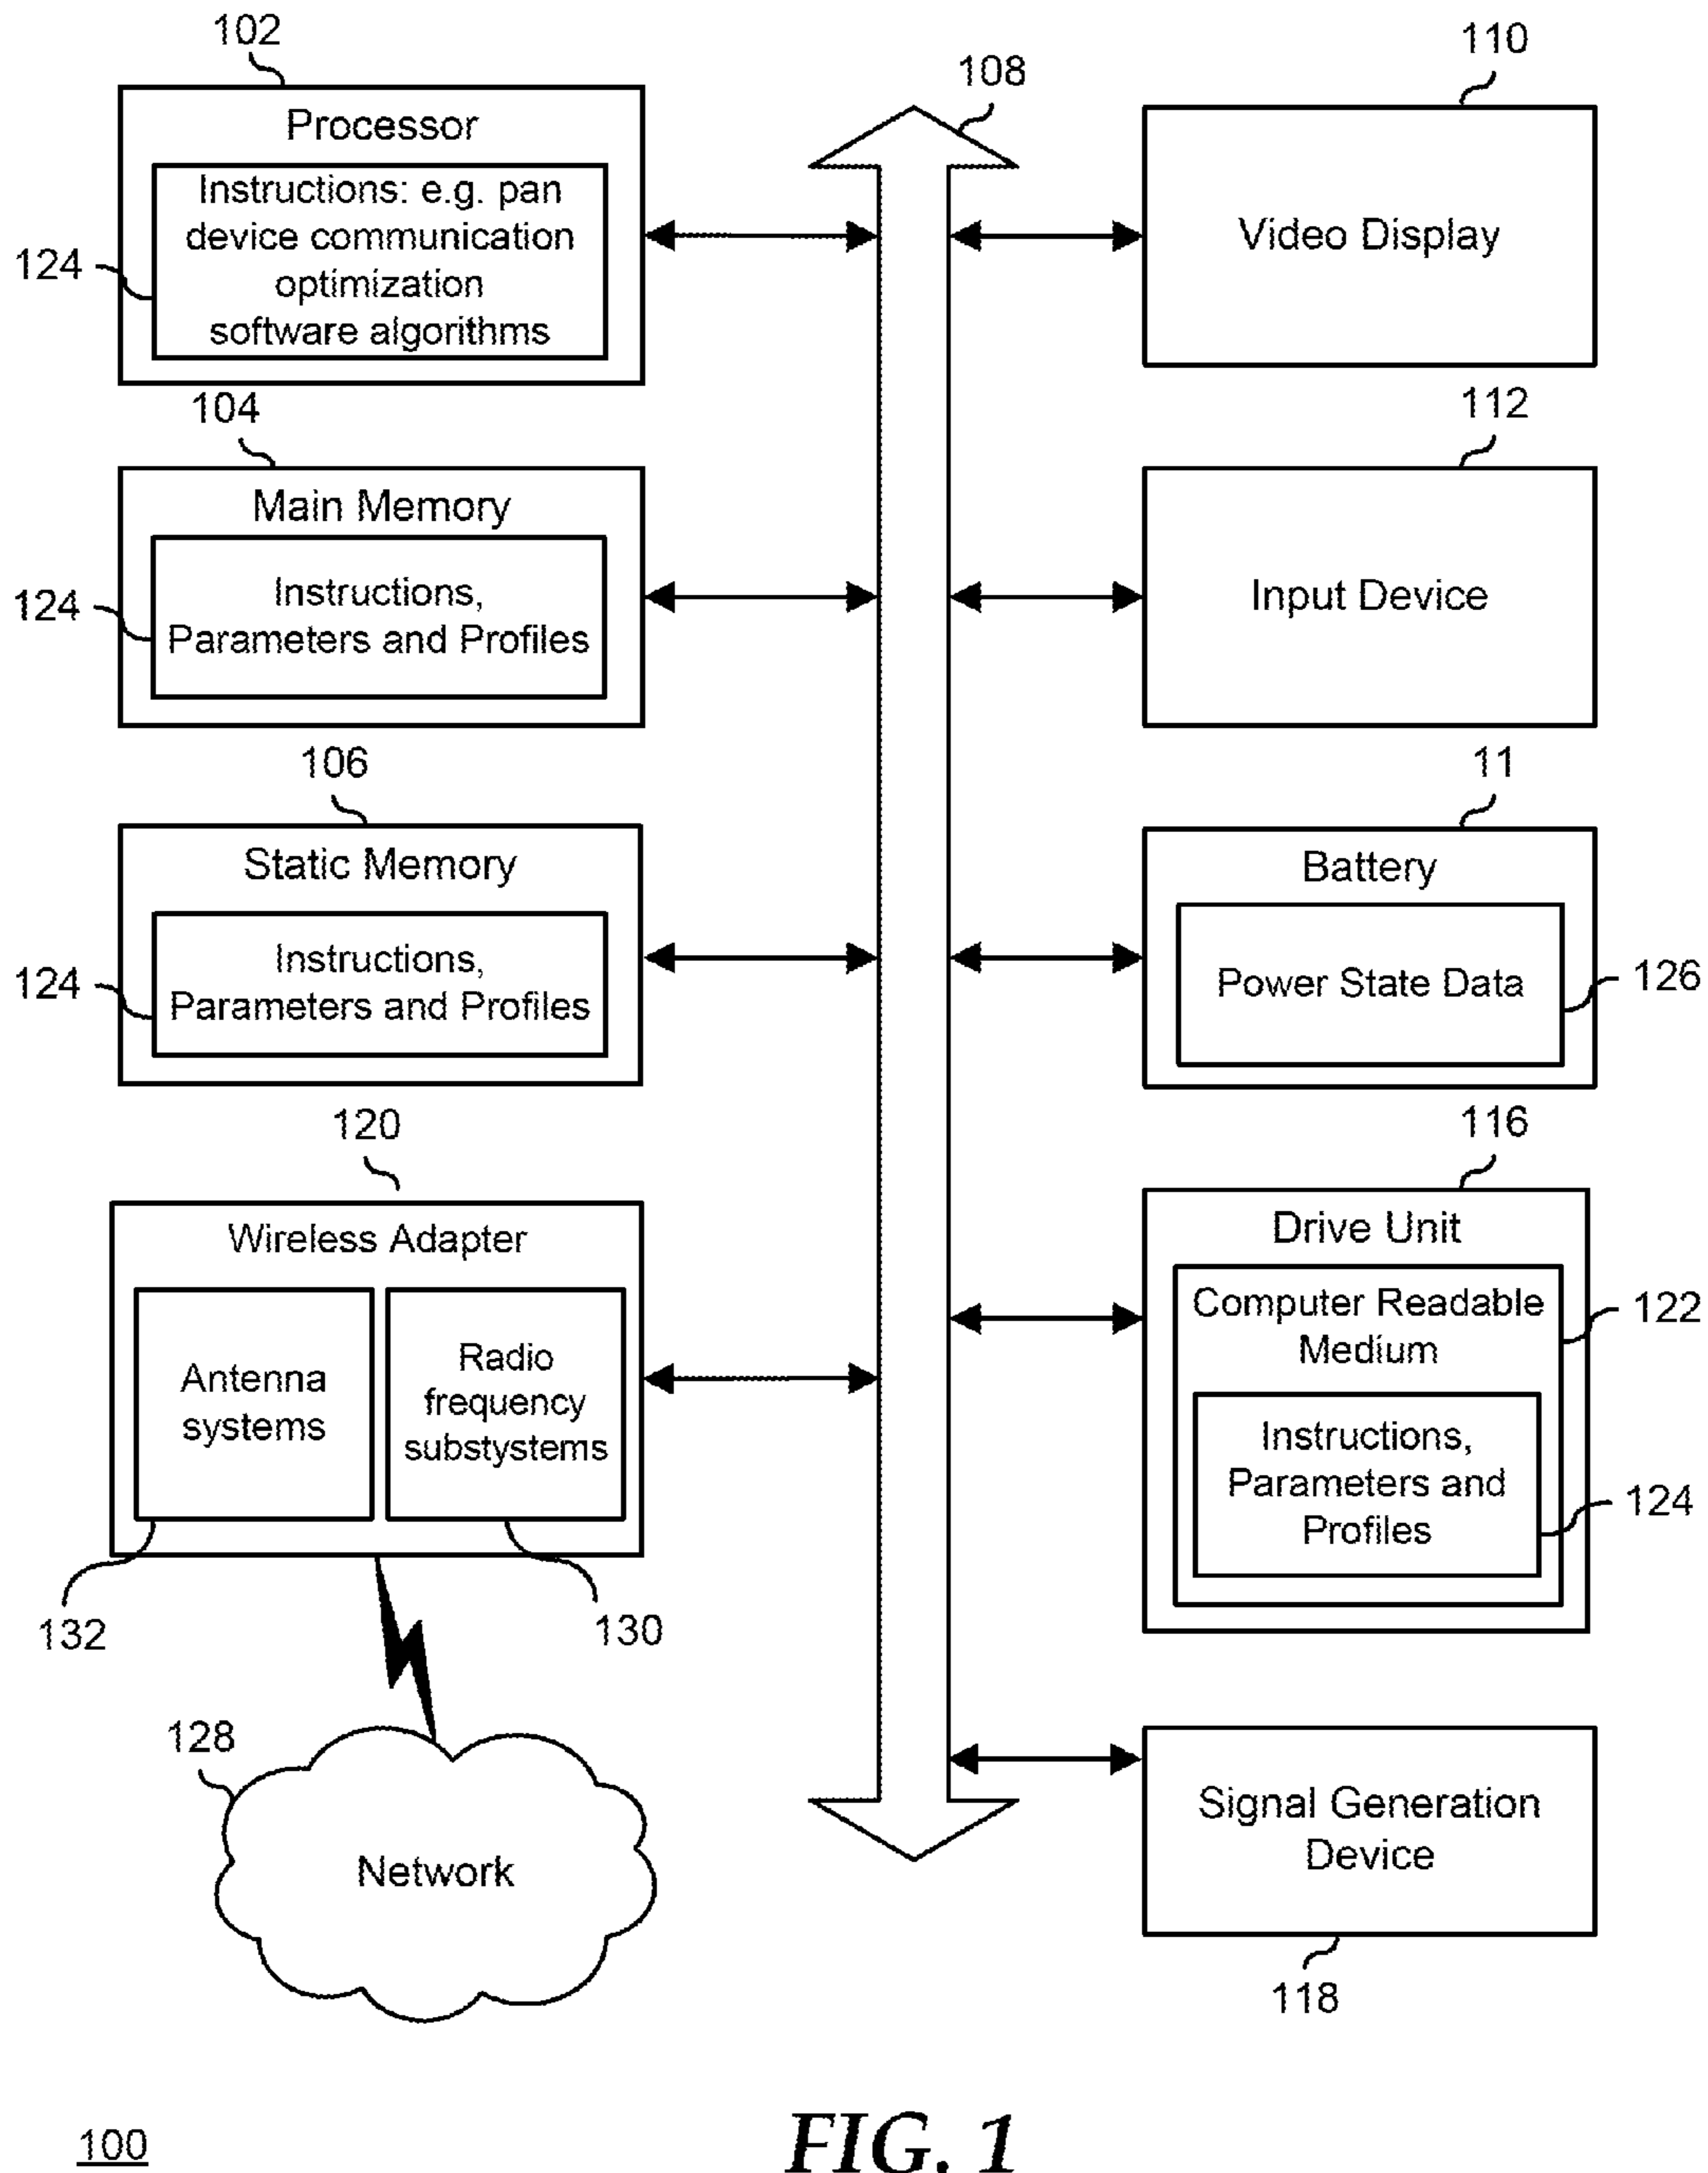 102
Processor
Instructions: e.g. pan
device communication
optimization
software algorithms
124
104
Main Memory
Instructions,
Parameters and Profiles
124
106
Static Memory
Instructions,
Parameters and Profiles
124
120
Wireless Adapter
Antenna
systems
Radio
frequency
substystems
132
130
128
Network
108
110
Video Display
112
Input Device
11
Battery
Power State Data
126
116
Drive Unit
Computer Readable
Medium
122
Instructions,
Parameters and
Profiles
124
Signal Generation
Device
118
100
FIG. 1